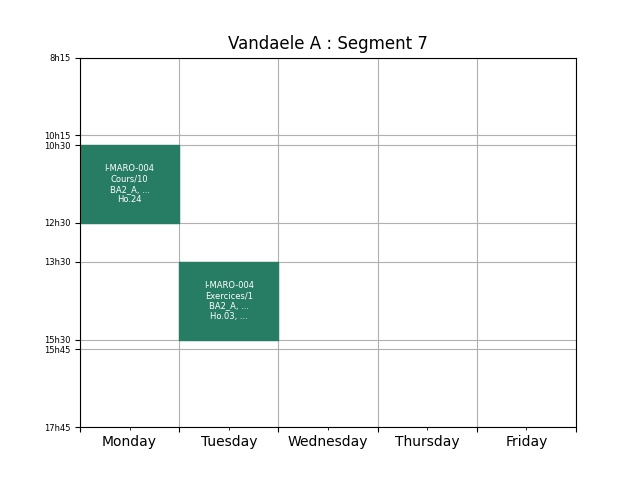 Vandaele A : Segment 7
8h15
10h15
10h30
I-MARO-004
Cours/10
BA2_A, ...
Ho.24
12h30
13h30
I-MARO-004
Exercices/1
BA2_A, ...
Ho.03, ...
15h30
15h45
17h45
Monday Tuesday Wednesday Thursday Friday